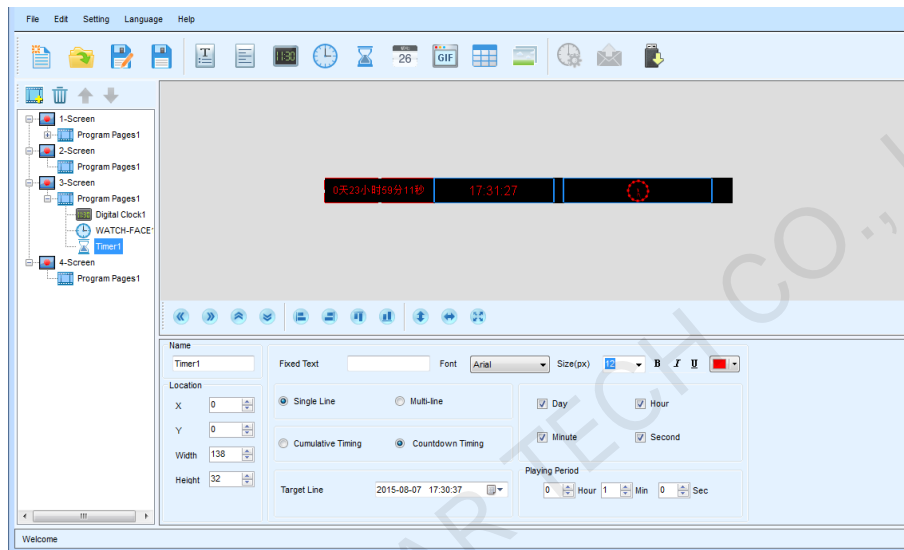 File Edit Setting Language Help
T 11:30 26 GIF
1-Screen
Program Pages1
2-Screen
Program Pages1
3-Screen
Program Pages1
Digital Clock1
WATCH-FACE
Timer1
4-Screen
Program Pages1
0天23小时59分11秒 17:31:27
Name
Timer1
Fixed Text Font Arial Size(px) 12 B I U
Location
X 0
Y 0
Width 138
Height 32
Single Line Multi-line
Day Hour
Cumulative Timing Countdown Timing
Minute Second
Target Line 2015-08-07 17:30:37
Playing Period
0 Hour 1 Min 0 Sec
Welcome
AR TECH CO., L